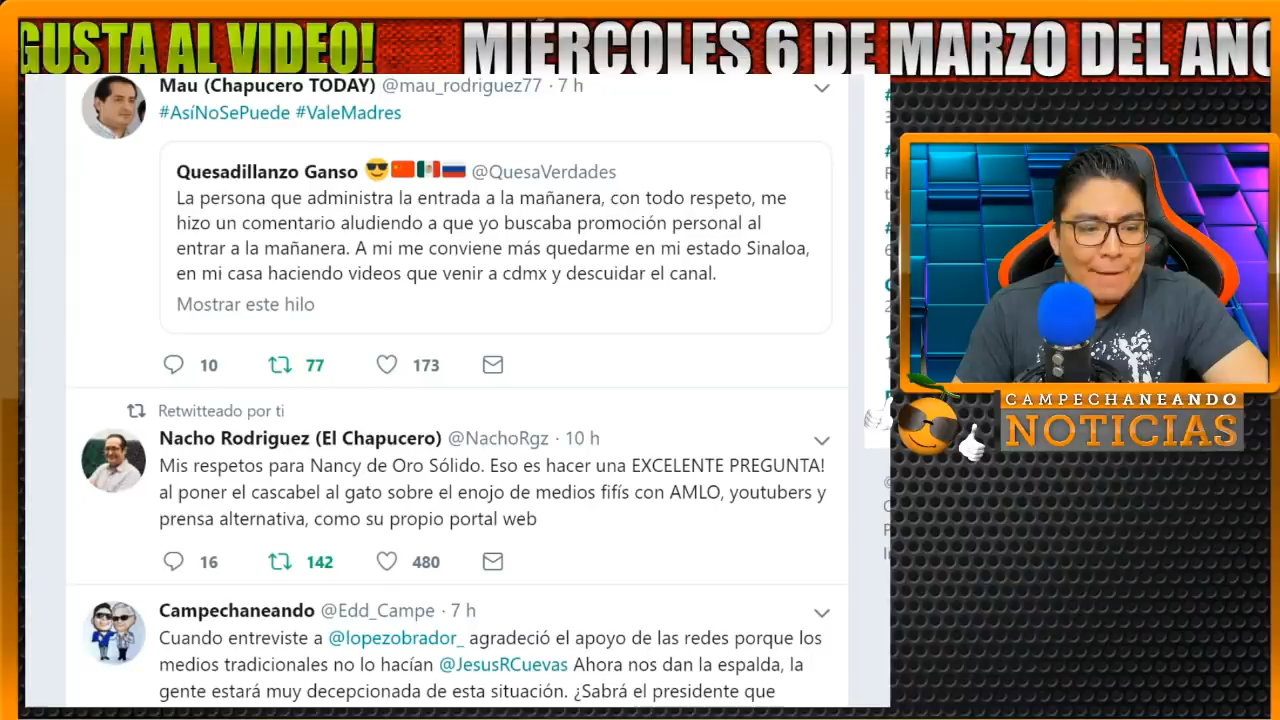 GUSTA AL VIDEO! MIÉRCOLES 6 DE MARZO DEL AÑO
Mau (Chapucero TODAY) @mau_rodriguez77 · 7 h
#AsíNoSePuede #ValeMadres
Quesadillanzo Ganso @QuesaVerdades
La persona que administra la entrada a la mañanera, con todo respeto, me
hizo un comentario aludiendo a que yo buscaba promoción personal al
entrar a la mañanera. A mi me conviene más quedarme en mi estado Sinaloa,
en mi casa haciendo videos que venir a cdmx y descuidar el canal.
Mostrar este hilo
10 77 173
Retwitteado por ti
Nacho Rodriguez (El Chapucero) @NachoRgz · 10 h
Mis respetos para Nancy de Oro Sólido. Eso es hacer una EXCELENTE PREGUNTA!
al poner el cascabel al gato sobre el enojo de medios fifís con AMLO, youtubers y
prensa alternativa, como su propio portal web
16 142 480
Campechaneando @Edd_Campe · 7 h
Cuando entreviste a @lopezobrador_ agradeció el apoyo de las redes porque los
medios tradicionales no lo hacían @JesusRCuevas Ahora nos dan la espalda, la
gente estará muy decepcionada de esta situación. ¿Sabrá el presidente que
CAMPECHANEANDO
NOTICIAS